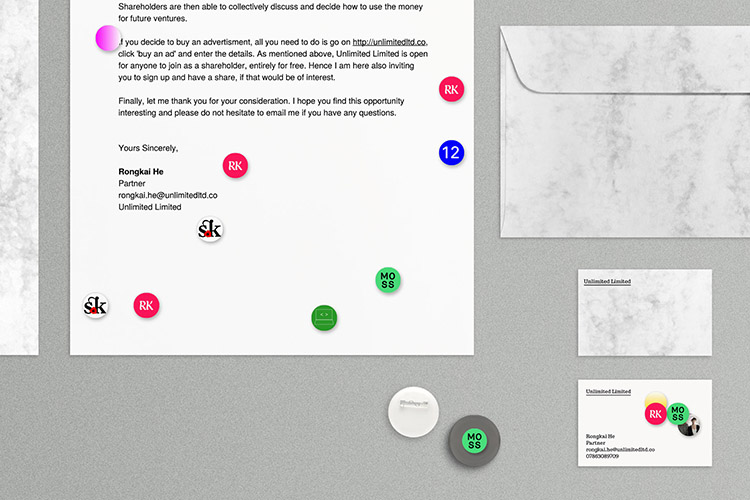 Shareholders are then able to collectively discuss and decide how to use the money
for future ventures.
If you decide to buy an advertisment, all you need to do is go on http://unlimitedltd.co,
click 'buy an ad' and enter the details. As mentioned above, Unlimited Limited is open
for anyone to join as a shareholder, entirely for free. Hence I am here also inviting
you to sign up and have a share, if that would be of interest.
Finally, let me thank you for your consideration. I hope you find this opportunity
interesting and please do not hesitate to email me if you have any questions.
Yours Sincerely,
Rongkai He
Partner
rongkai.he@unlimitedltd.co
Unlimited Limited
RK
12
RK
sk
MO
SS
sk
RK
< >
MO
SS
Unlimited Limited
Unlimited Limited
RK
MO
SS
Rongkai He
Partner
rongkai.he@unlimitedltd.co
07863089709